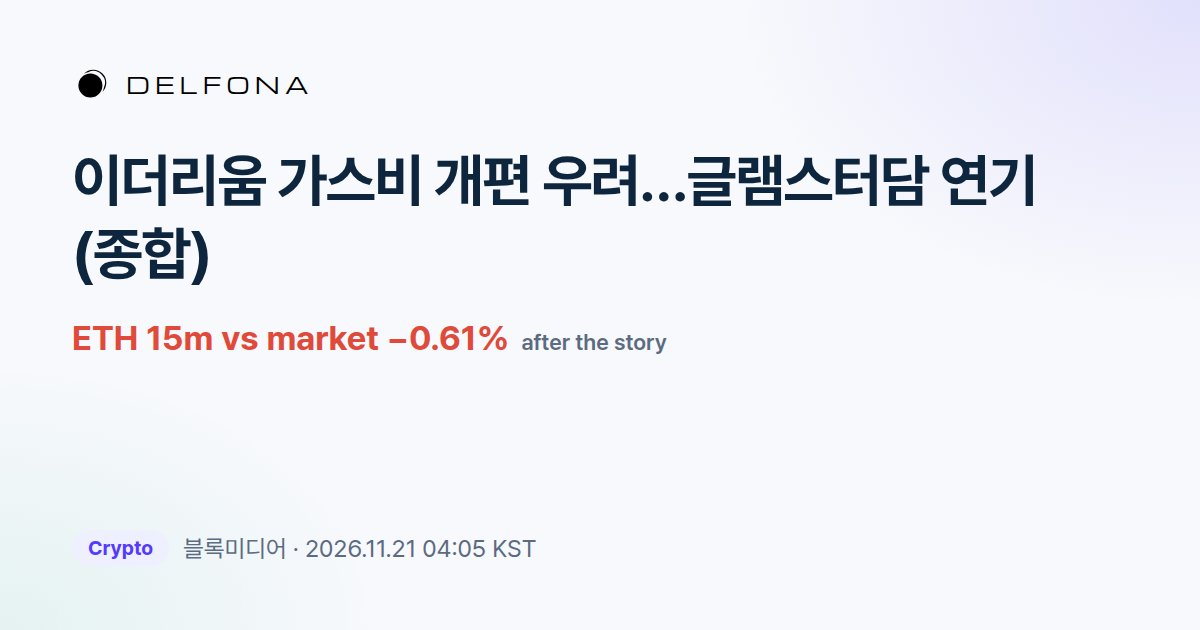 DELFONA
이더리움 가스비 개편 우려…글램스터담 연기
(종합)
ETH 15m vs market −0.61% after the story
Crypto 블록미디어 · 2026.11.21 04:05 KST